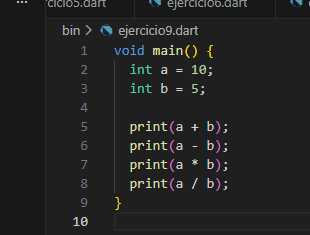 ... rcicio5.dart ejercicio6.dart
bin > ejercicio9.dart
1 void main() {
2   int a = 10;
3   int b = 5;
4
5   print(a + b);
6   print(a - b);
7   print(a * b);
8   print(a / b);
9 }
10